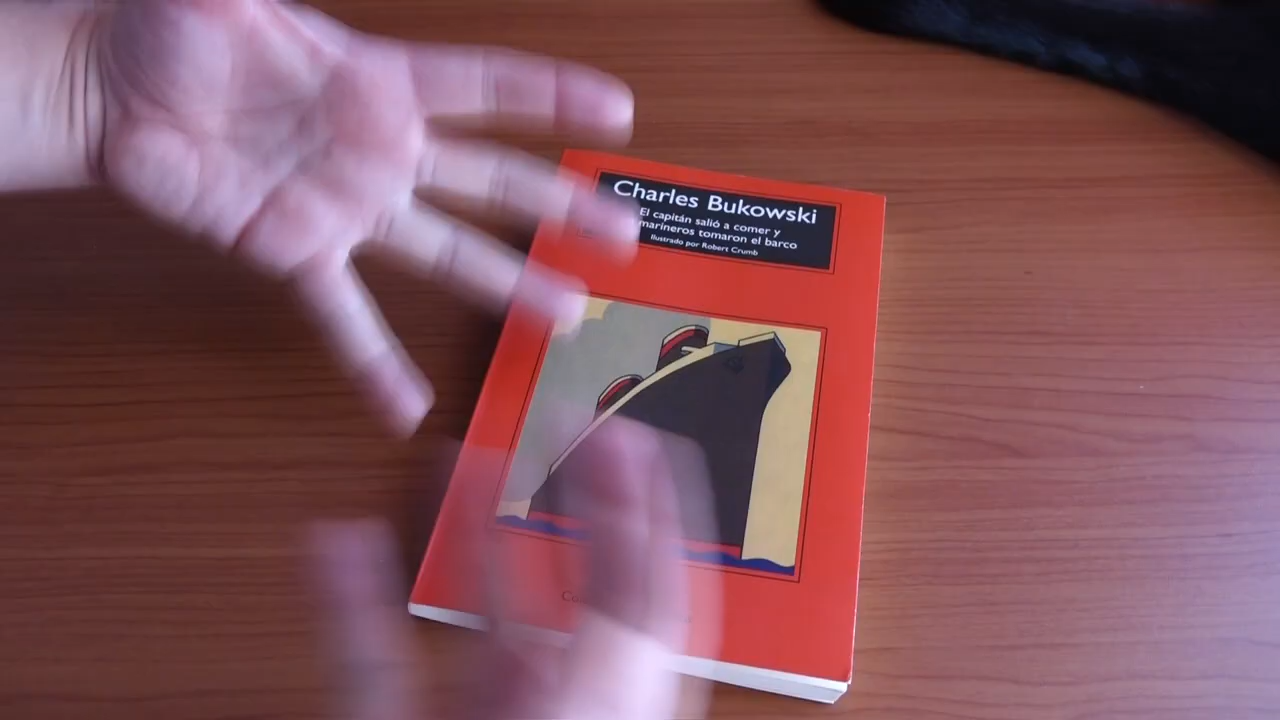 Charles Bukowski
El capitán salió a comer y
marineros tomaron el barco
Ilustrado por Robert Crumb